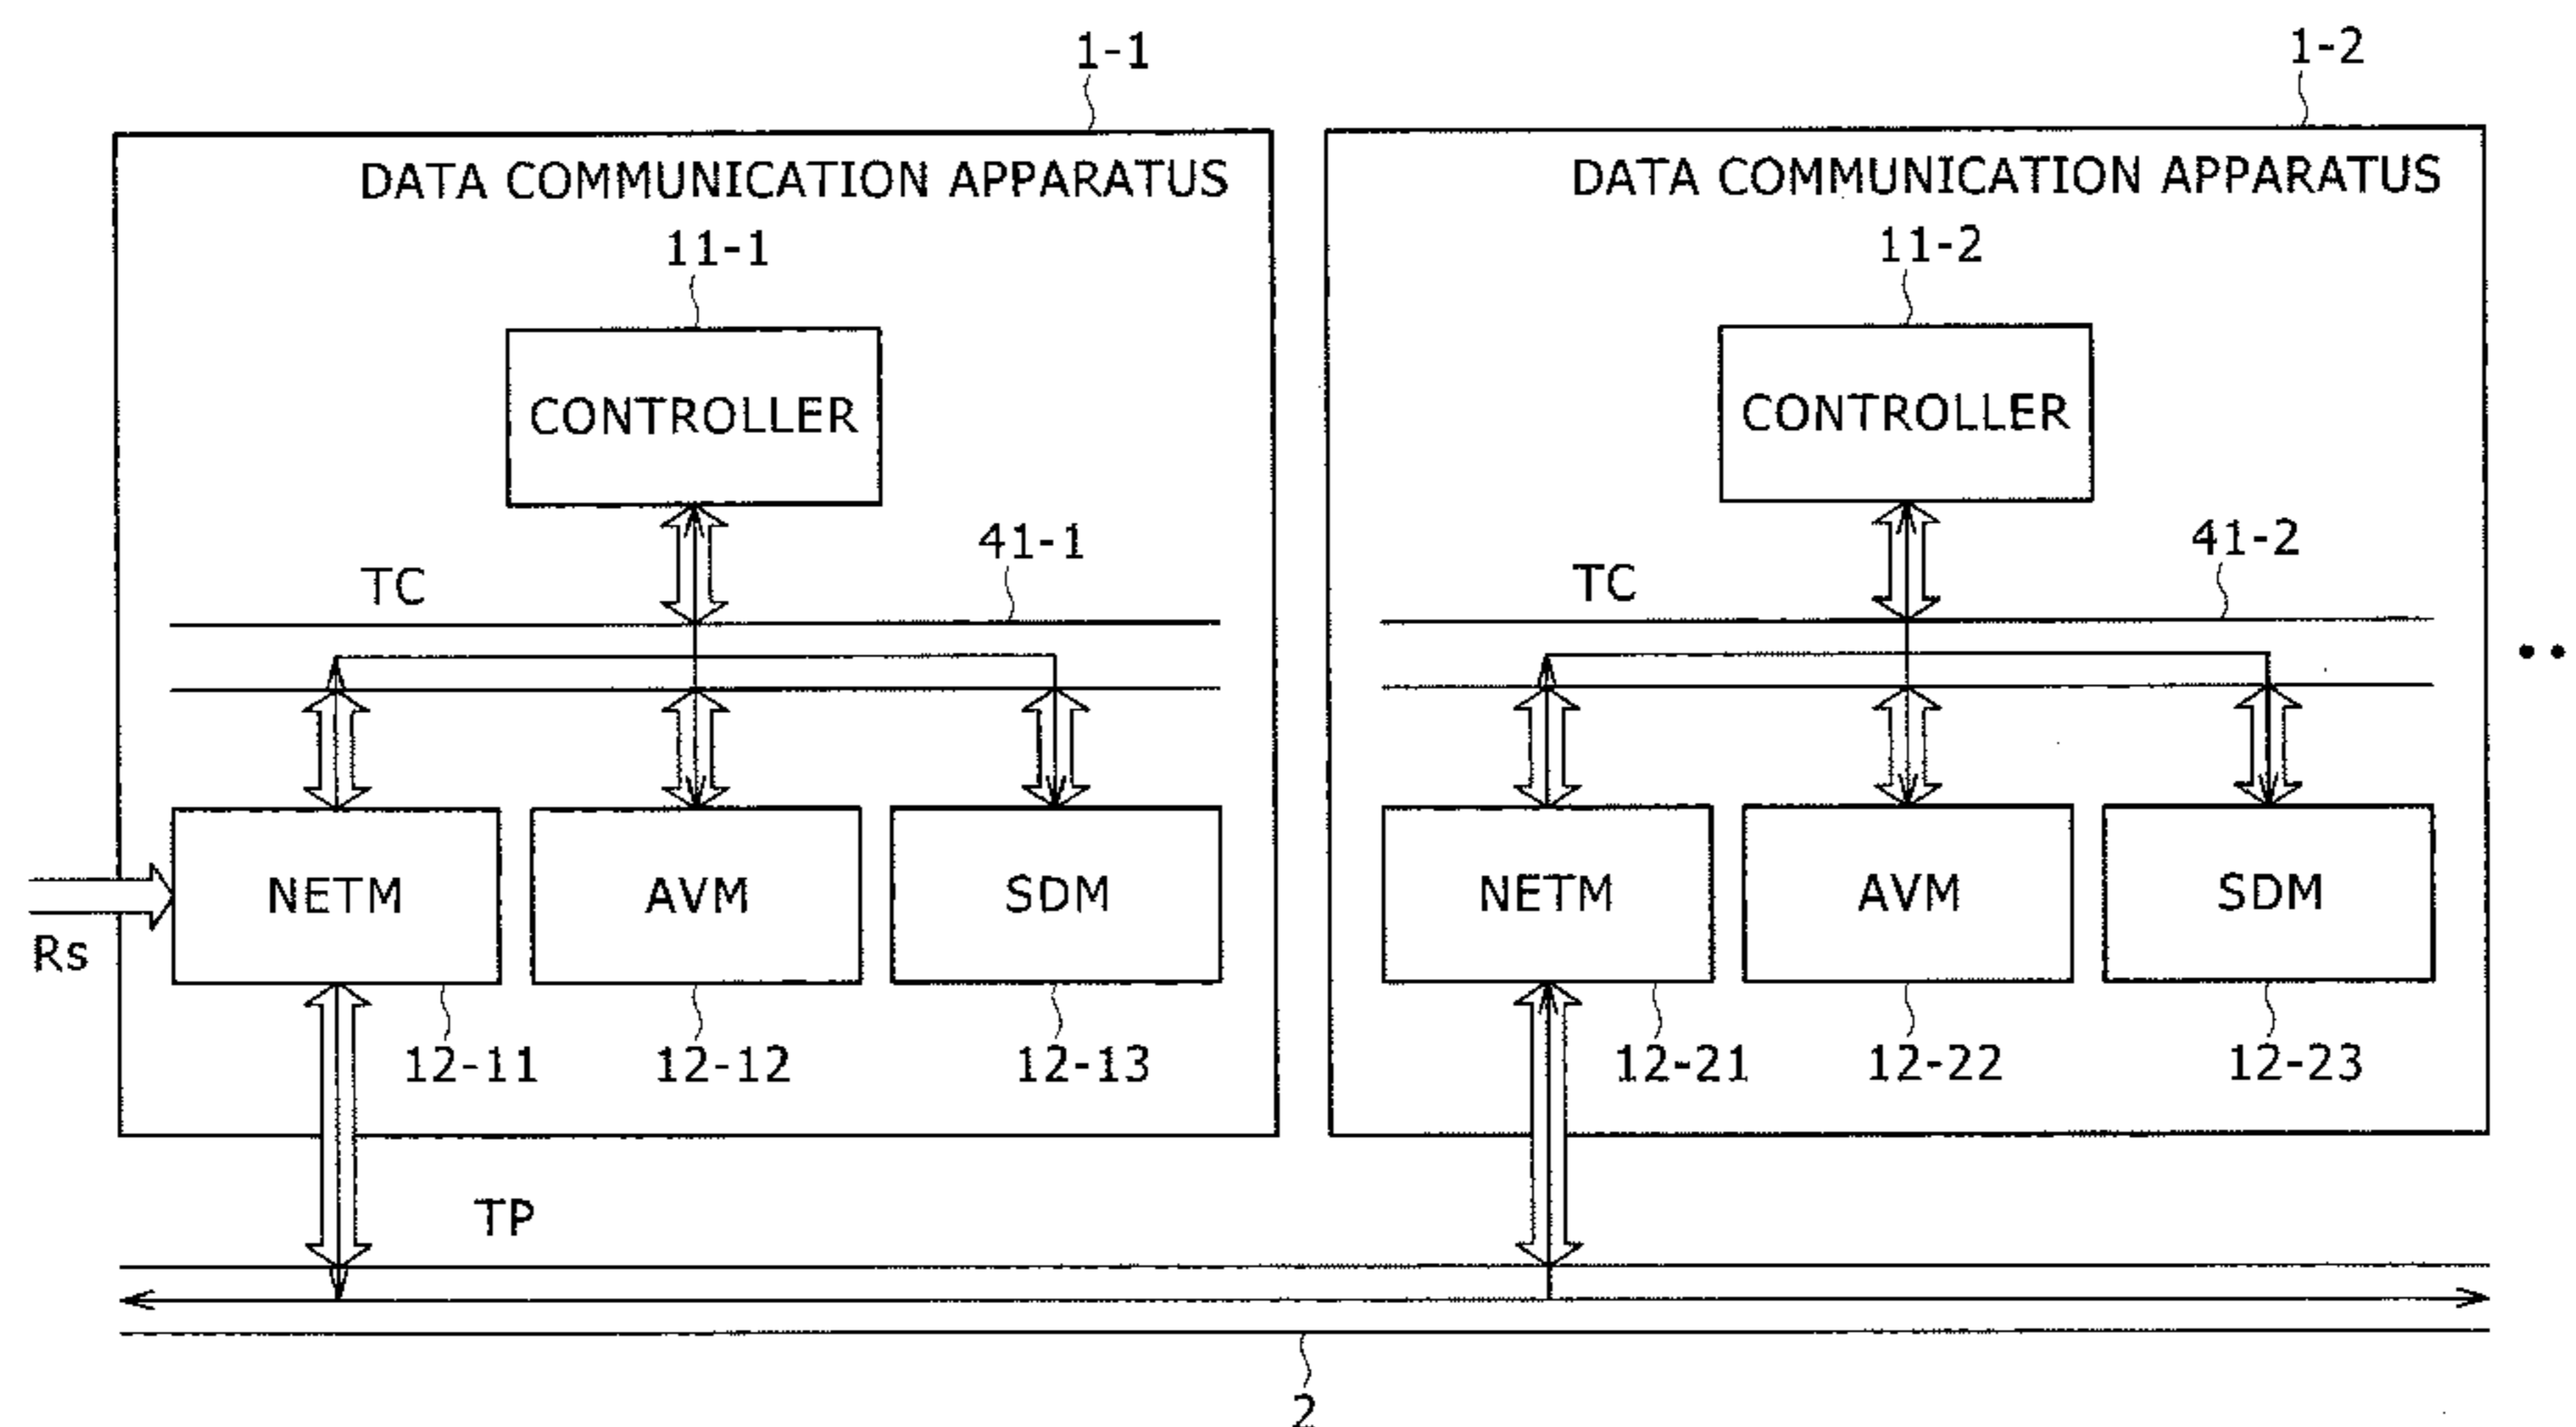 1-1
1-2
DATA COMMUNICATION APPARATUS
DATA COMMUNICATION APPARATUS
11-1
11-2
CONTROLLER
CONTROLLER
41-1
41-2
TC
TC
NETM
AVM
SDM
NETM
AVM
SDM
Rs
12-11
12-12
12-13
12-21
12-22
12-23
TP
2